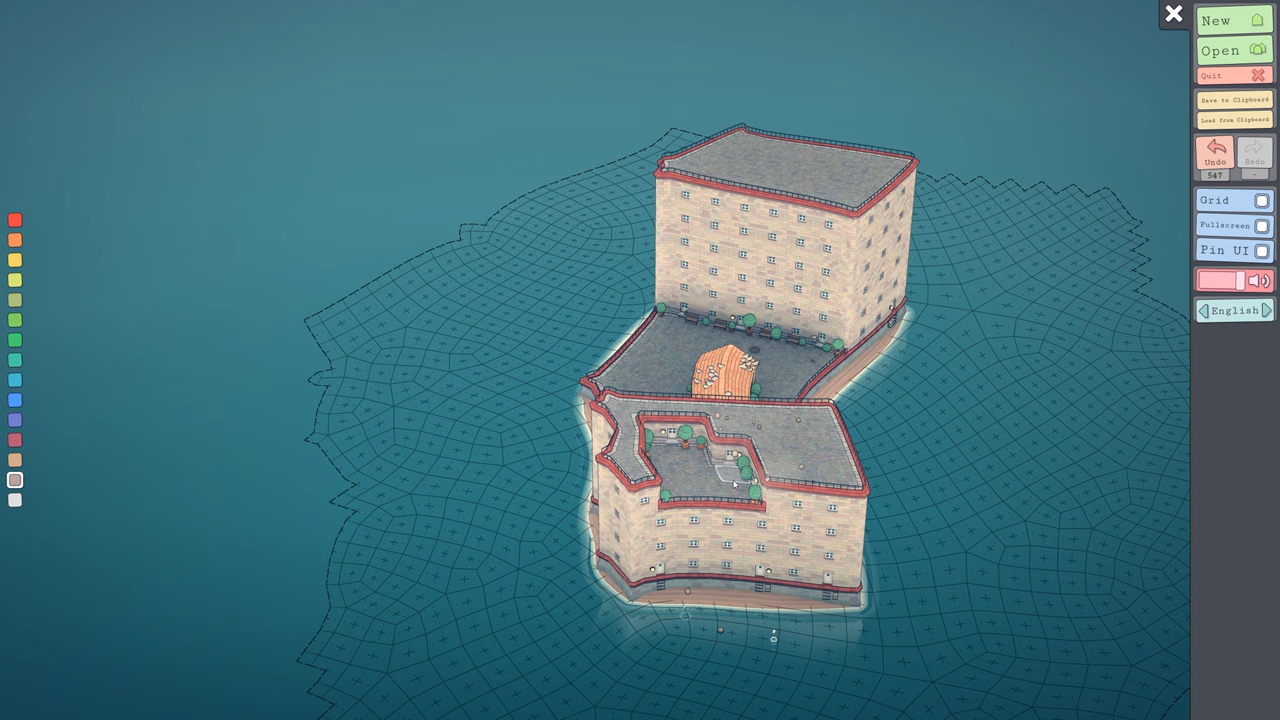 New
Open
Quit
Save to Clipboard
Load from Clipboard
Undo
Redo
547
-
Grid
Fullscreen
Pin UI
English